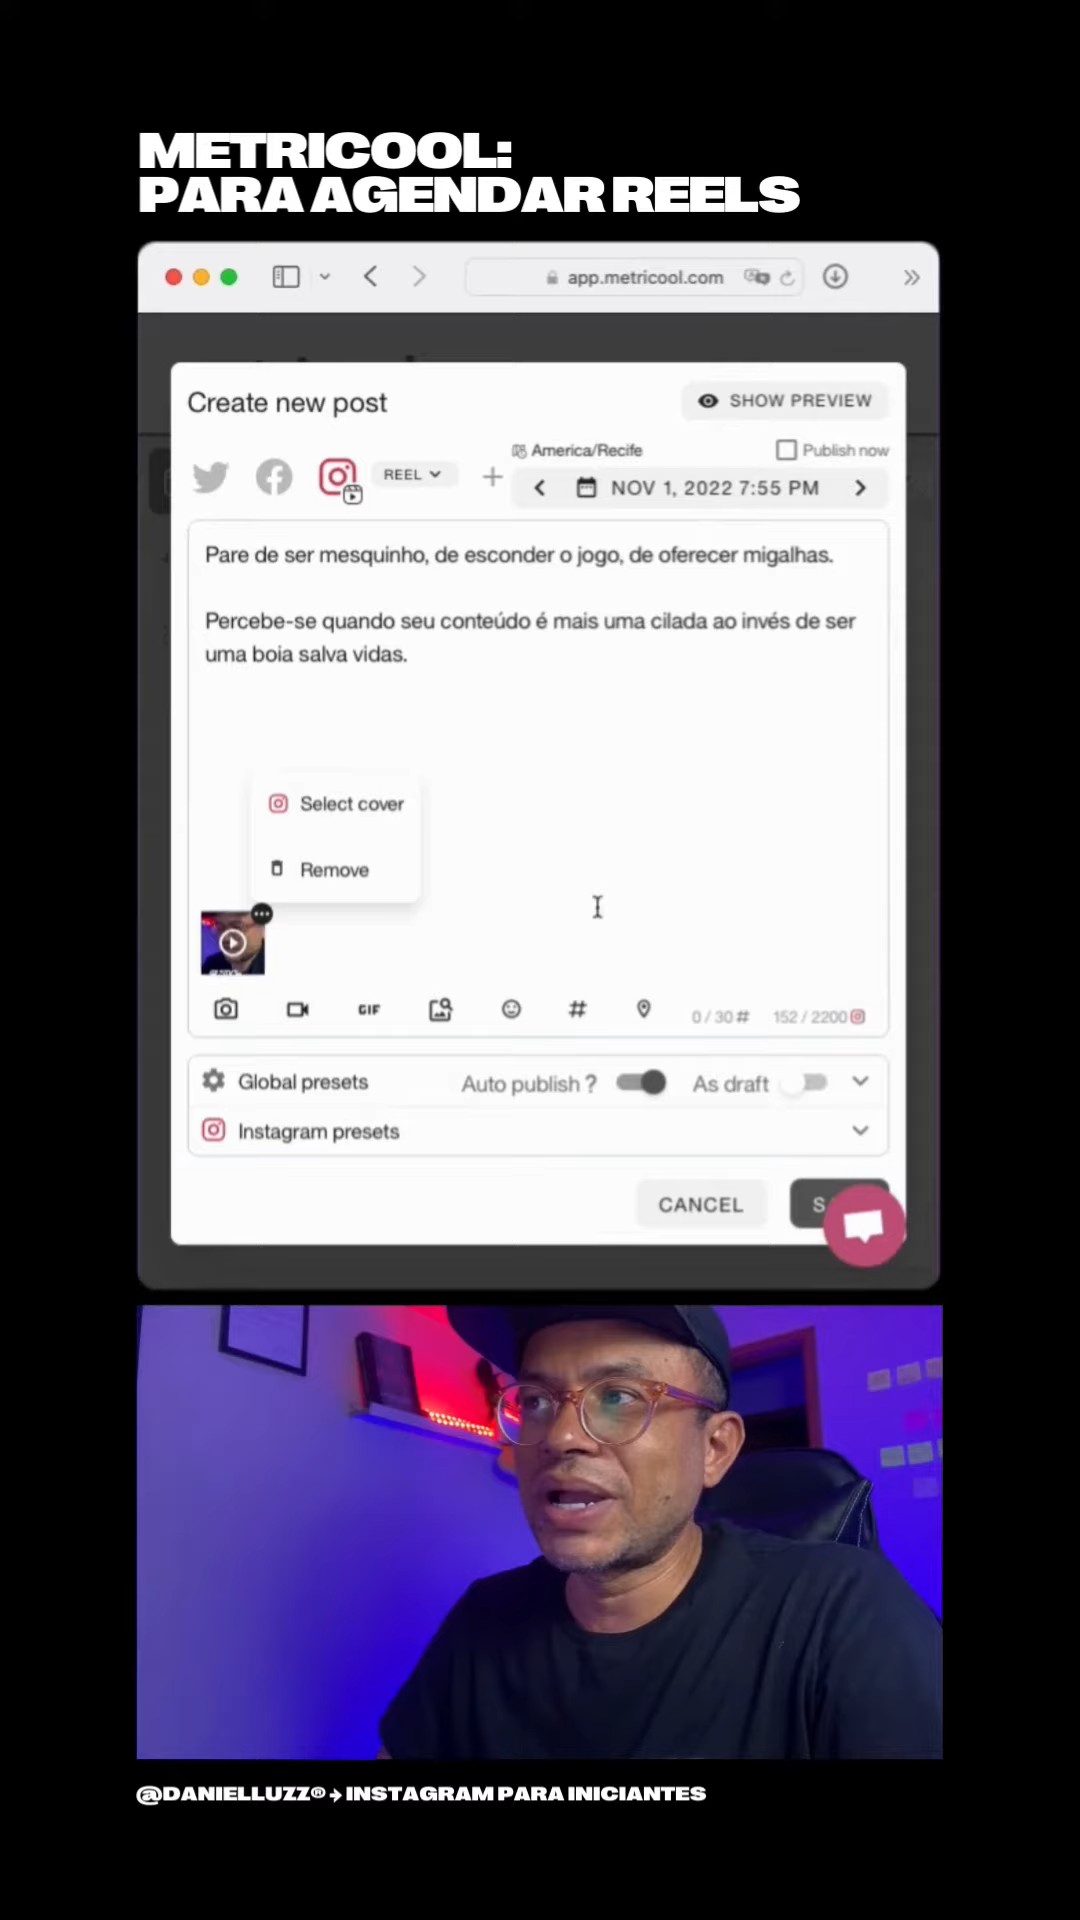 METRICOOL:
PARA AGENDAR REELS
app.metricool.com
Create new post
SHOW PREVIEW
America/Recife
Publish now
REEL
NOV 1, 2022 7:55 PM
Pare de ser mesquinho, de esconder o jogo, de oferecer migalhas.
Percebe-se quando seu conteúdo é mais uma cilada ao invés de ser
uma boia salva vidas.
Select cover
Remove
GIF
0 / 30 #
152 / 2200
Global presets
Auto publish ?
As draft
Instagram presets
CANCEL
@DANIELLUZZ® → INSTAGRAM PARA INICIANTES